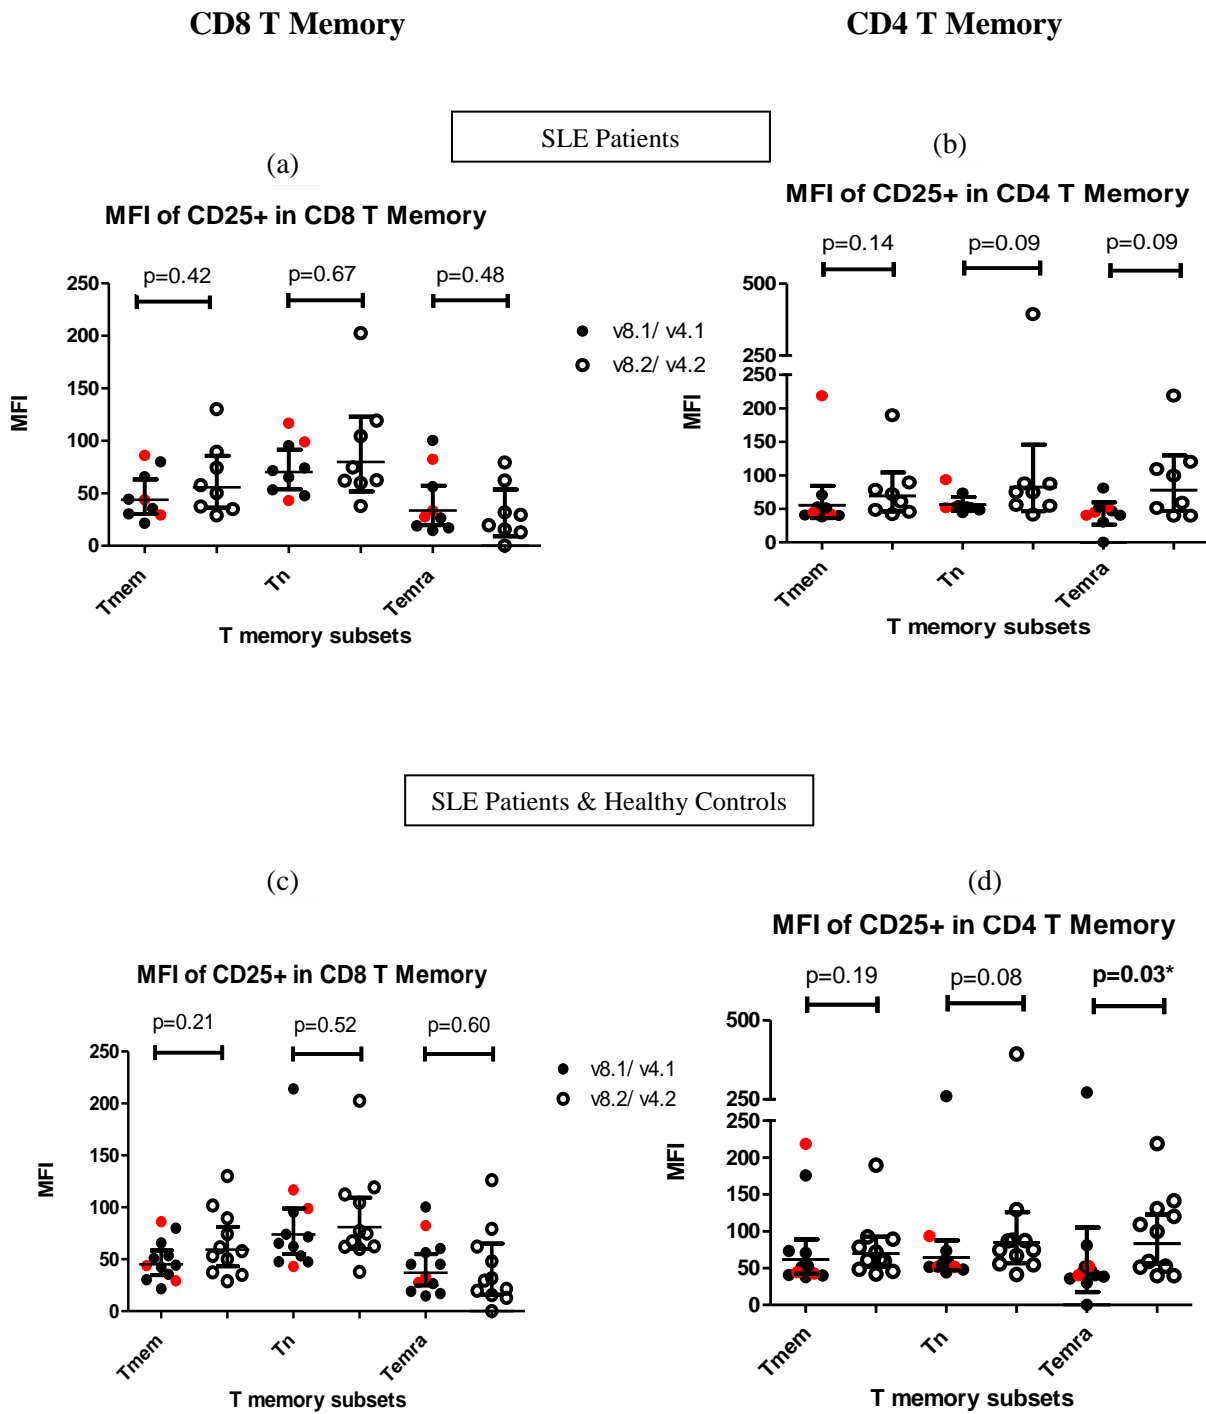 CD8 T Memory
CD4 T Memory
SLE Patients
(a)
MFI of CD25+ in CD8 T Memory
p=0.42
p=0.67
p=0.48
250
200
150
100
50
0
MFI
Tmem
Tn
Temra
T memory subsets
v8.1/ v4.1
v8.2/ v4.2
(b)
MFI of CD25+ in CD4 T Memory
p=0.14
p=0.09
p=0.09
500
250
250
200
150
100
50
0
MFI
Tmem
Tn
Temra
T memory subsets
SLE Patients & Healthy Controls
(c)
MFI of CD25+ in CD8 T Memory
p=0.21
p=0.52
p=0.60
250
200
150
100
50
0
MFI
Tmem
Tn
Temra
T memory subsets
v8.1/ v4.1
v8.2/ v4.2
(d)
MFI of CD25+ in CD4 T Memory
p=0.19
p=0.08
p=0.03*
500
250
250
200
150
100
50
0
MFI
Tmem
Tn
Temra
T memory subsets